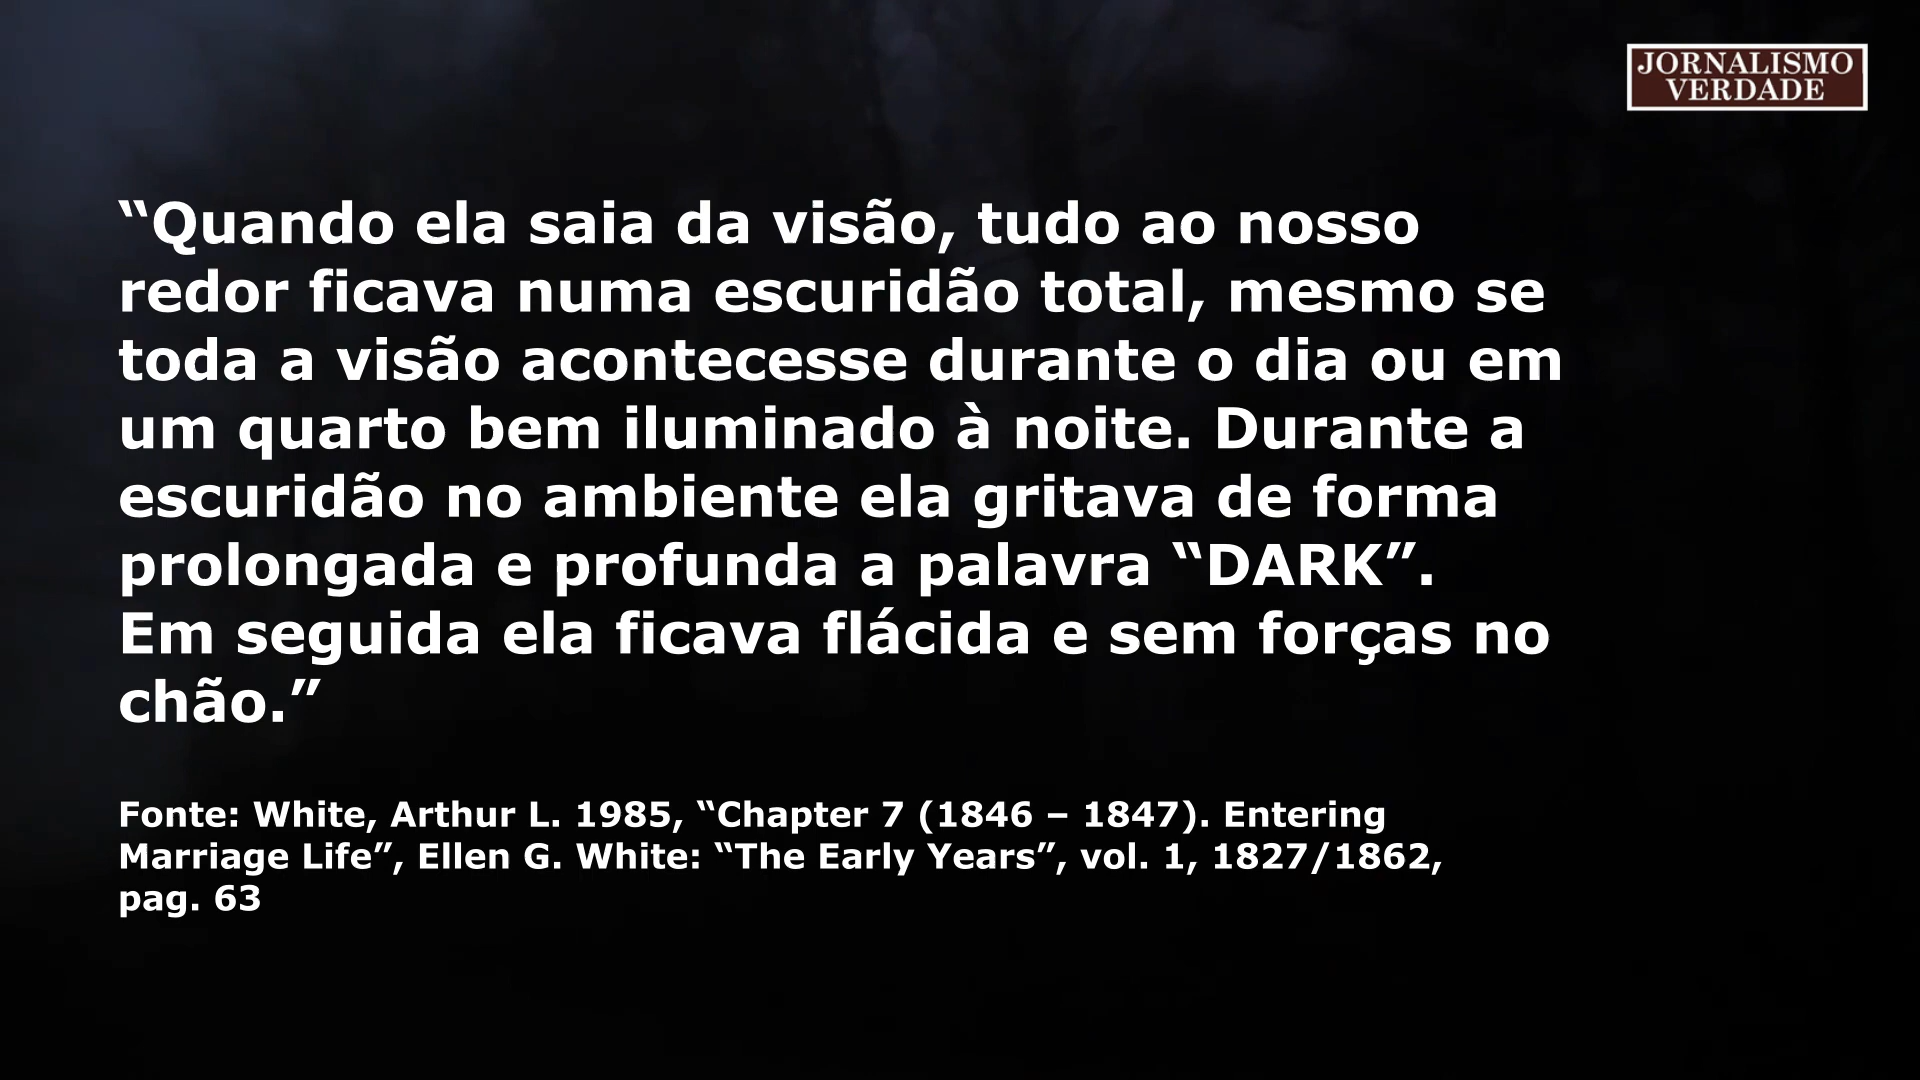 JORNALISMO
VERDADE
“Quando ela saia da visão, tudo ao nosso
redor ficava numa escuridão total, mesmo se
toda a visão acontecesse durante o dia ou em
um quarto bem iluminado à noite. Durante a
escuridão no ambiente ela gritava de forma
prolongada e profunda a palavra “DARK”.
Em seguida ela ficava flácida e sem forças no
chão.”
Fonte: White, Arthur L. 1985, “Chapter 7 (1846 – 1847). Entering
Marriage Life”, Ellen G. White: “The Early Years”, vol. 1, 1827/1862,
pag. 63